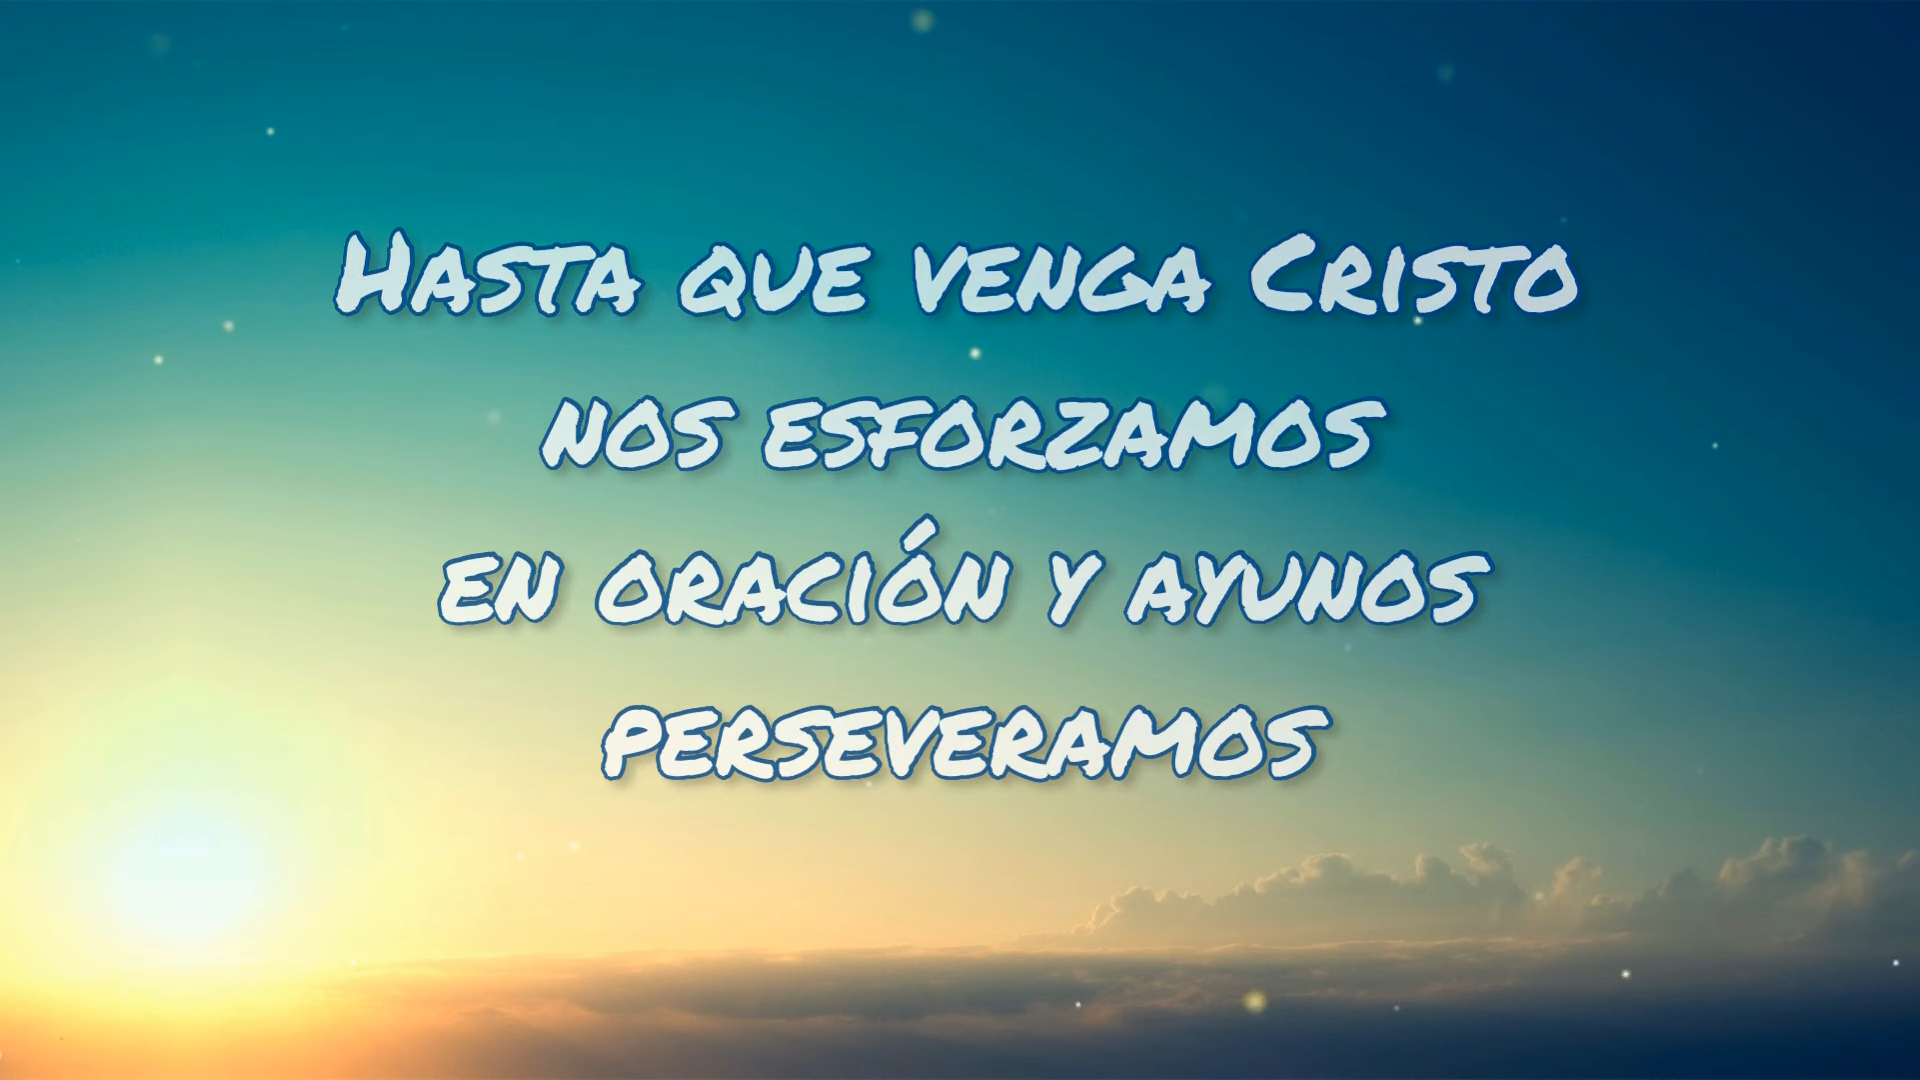 Hasta que venga Cristo
nos esforzamos
en oración y ayunos
perseveramos